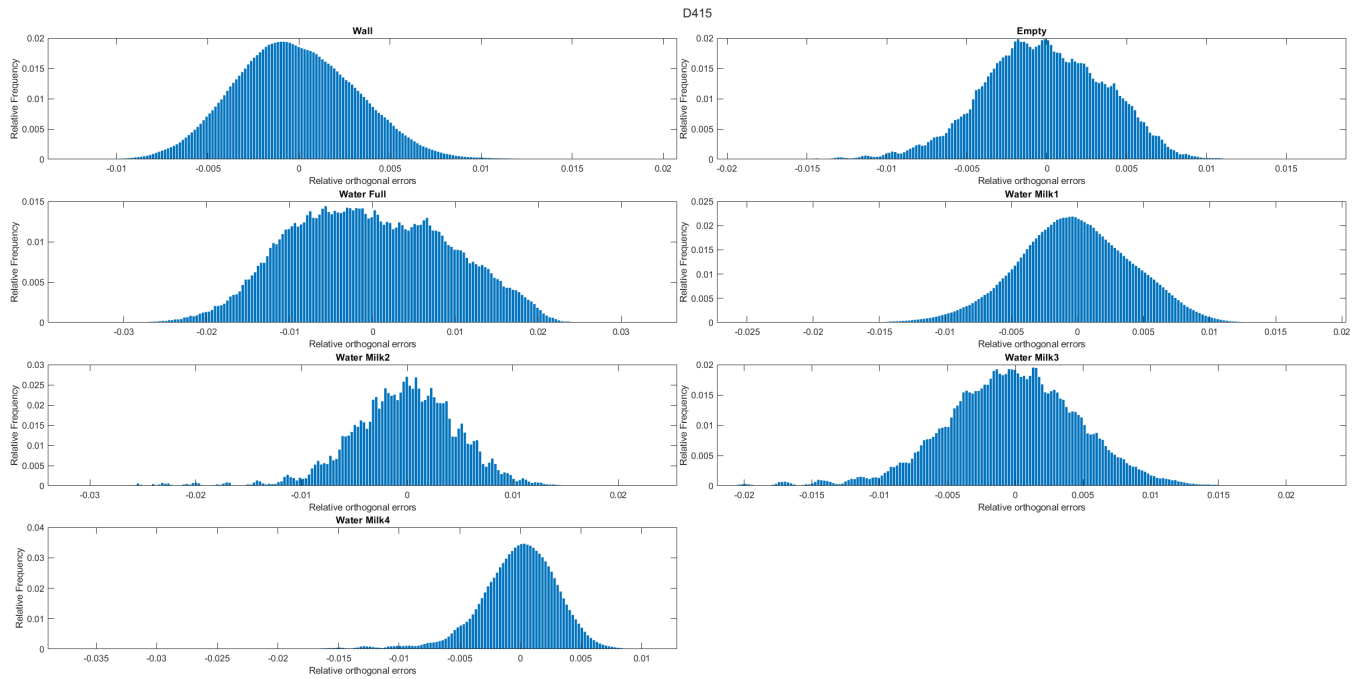 D415
Wall
Relative Frequency
0.02
0.015
0.01
0.005
0
-0.01 -0.005 0 0.005 0.01 0.015 0.02
Relative orthogonal errors
Empty
Relative Frequency
0.02
0.015
0.01
0.005
0
-0.02 -0.015 -0.01 -0.005 0 0.005 0.01 0.015
Relative orthogonal errors
Water Full
Relative Frequency
0.015
0.01
0.005
0
-0.03 -0.02 -0.01 0 0.01 0.02 0.03
Relative orthogonal errors
Water Milk1
Relative Frequency
0.025
0.02
0.015
0.01
0.005
0
-0.025 -0.02 -0.015 -0.01 -0.005 0 0.005 0.01 0.015 0.02
Relative orthogonal errors
Water Milk2
Relative Frequency
0.03
0.025
0.02
0.015
0.01
0.005
0
-0.03 -0.02 -0.01 0 0.01 0.02
Relative orthogonal errors
Water Milk3
Relative Frequency
0.02
0.015
0.01
0.005
0
-0.02 -0.015 -0.01 -0.005 0 0.005 0.01 0.015 0.02
Relative orthogonal errors
Water Milk4
Relative Frequency
0.04
0.03
0.02
0.01
0
-0.035 -0.03 -0.025 -0.02 -0.015 -0.01 -0.005 0 0.005 0.01
Relative orthogonal errors